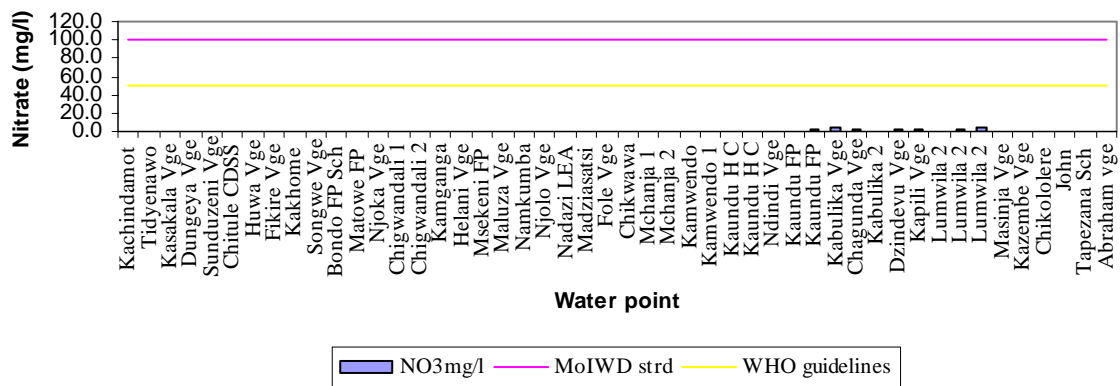 Nitrate (mg/l)
120.0
100.0
80.0
60.0
40.0
20.0
0.0
Kachindamot
Tidyenawo
Kasakala Vge
Dungeya Vge
Sunduzeni Vge
Chitule CDSS
Huwa Vge
Fikire Vge
Kakhome
Songwe Vge
Bondo FP Sch
Matowe FP
Njoka Vge
Chigwandali 1
Chigwandali 2
Kamganga
Helani Vge
Msekeni FP
Maluza Vge
Namkumba
Njolo Vge
Nadazi LEA
Madziasatsi
Fole Vge
Chikwawa
Mchanja 1
Mchanja 2
Kamwendo
Kamwendo 1
Kaundu H C
Kaundu H C
Ndindi Vge
Kaundu FP
Kaundu FP
Kabulika Vge
Chagunda Vge
Kabulika 2
Dzindevu Vge
Kapili Vge
Lumwila 2
Lumwila 2
Lumwila 2
Masinja Vge
Kazembe Vge
Chikololere
John
Tapezana Sch
Abraham vge
Water point
NO3mg/l
MoIWD strd
WHO guidelines